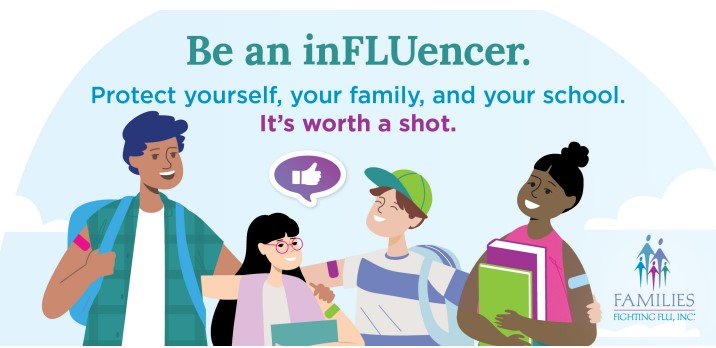 Be an inFLUencer.
Protect yourself, your family, and your school.
It's worth a shot.
FAMILIES
FIGHTING FLU, INC.